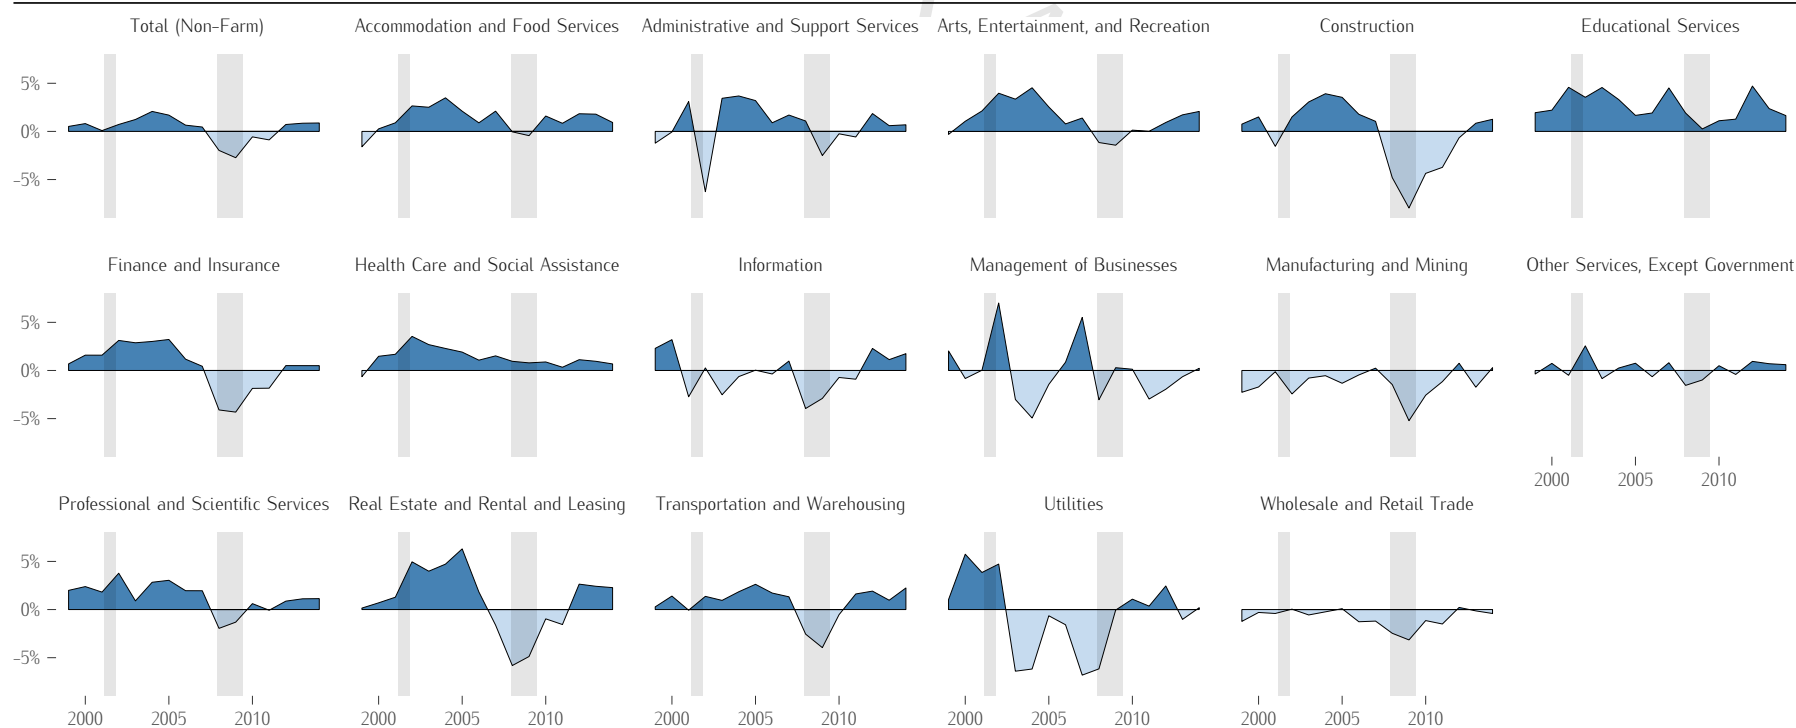 Total (Non-Farm) Accommodation and Food Services Administrative and Support Services Arts, Entertainment, and Recreation Construction Educational Services
5%
0%
-5%
Finance and Insurance Health Care and Social Assistance Information Management of Businesses Manufacturing and Mining Other Services, Except Government
5%
0%
-5%
2000 2005 2010
Professional and Scientific Services Real Estate and Rental and Leasing Transportation and Warehousing Utilities Wholesale and Retail Trade
5%
0%
-5%
2000 2005 2010 2000 2005 2010 2000 2005 2010 2000 2005 2010 2000 2005 2010